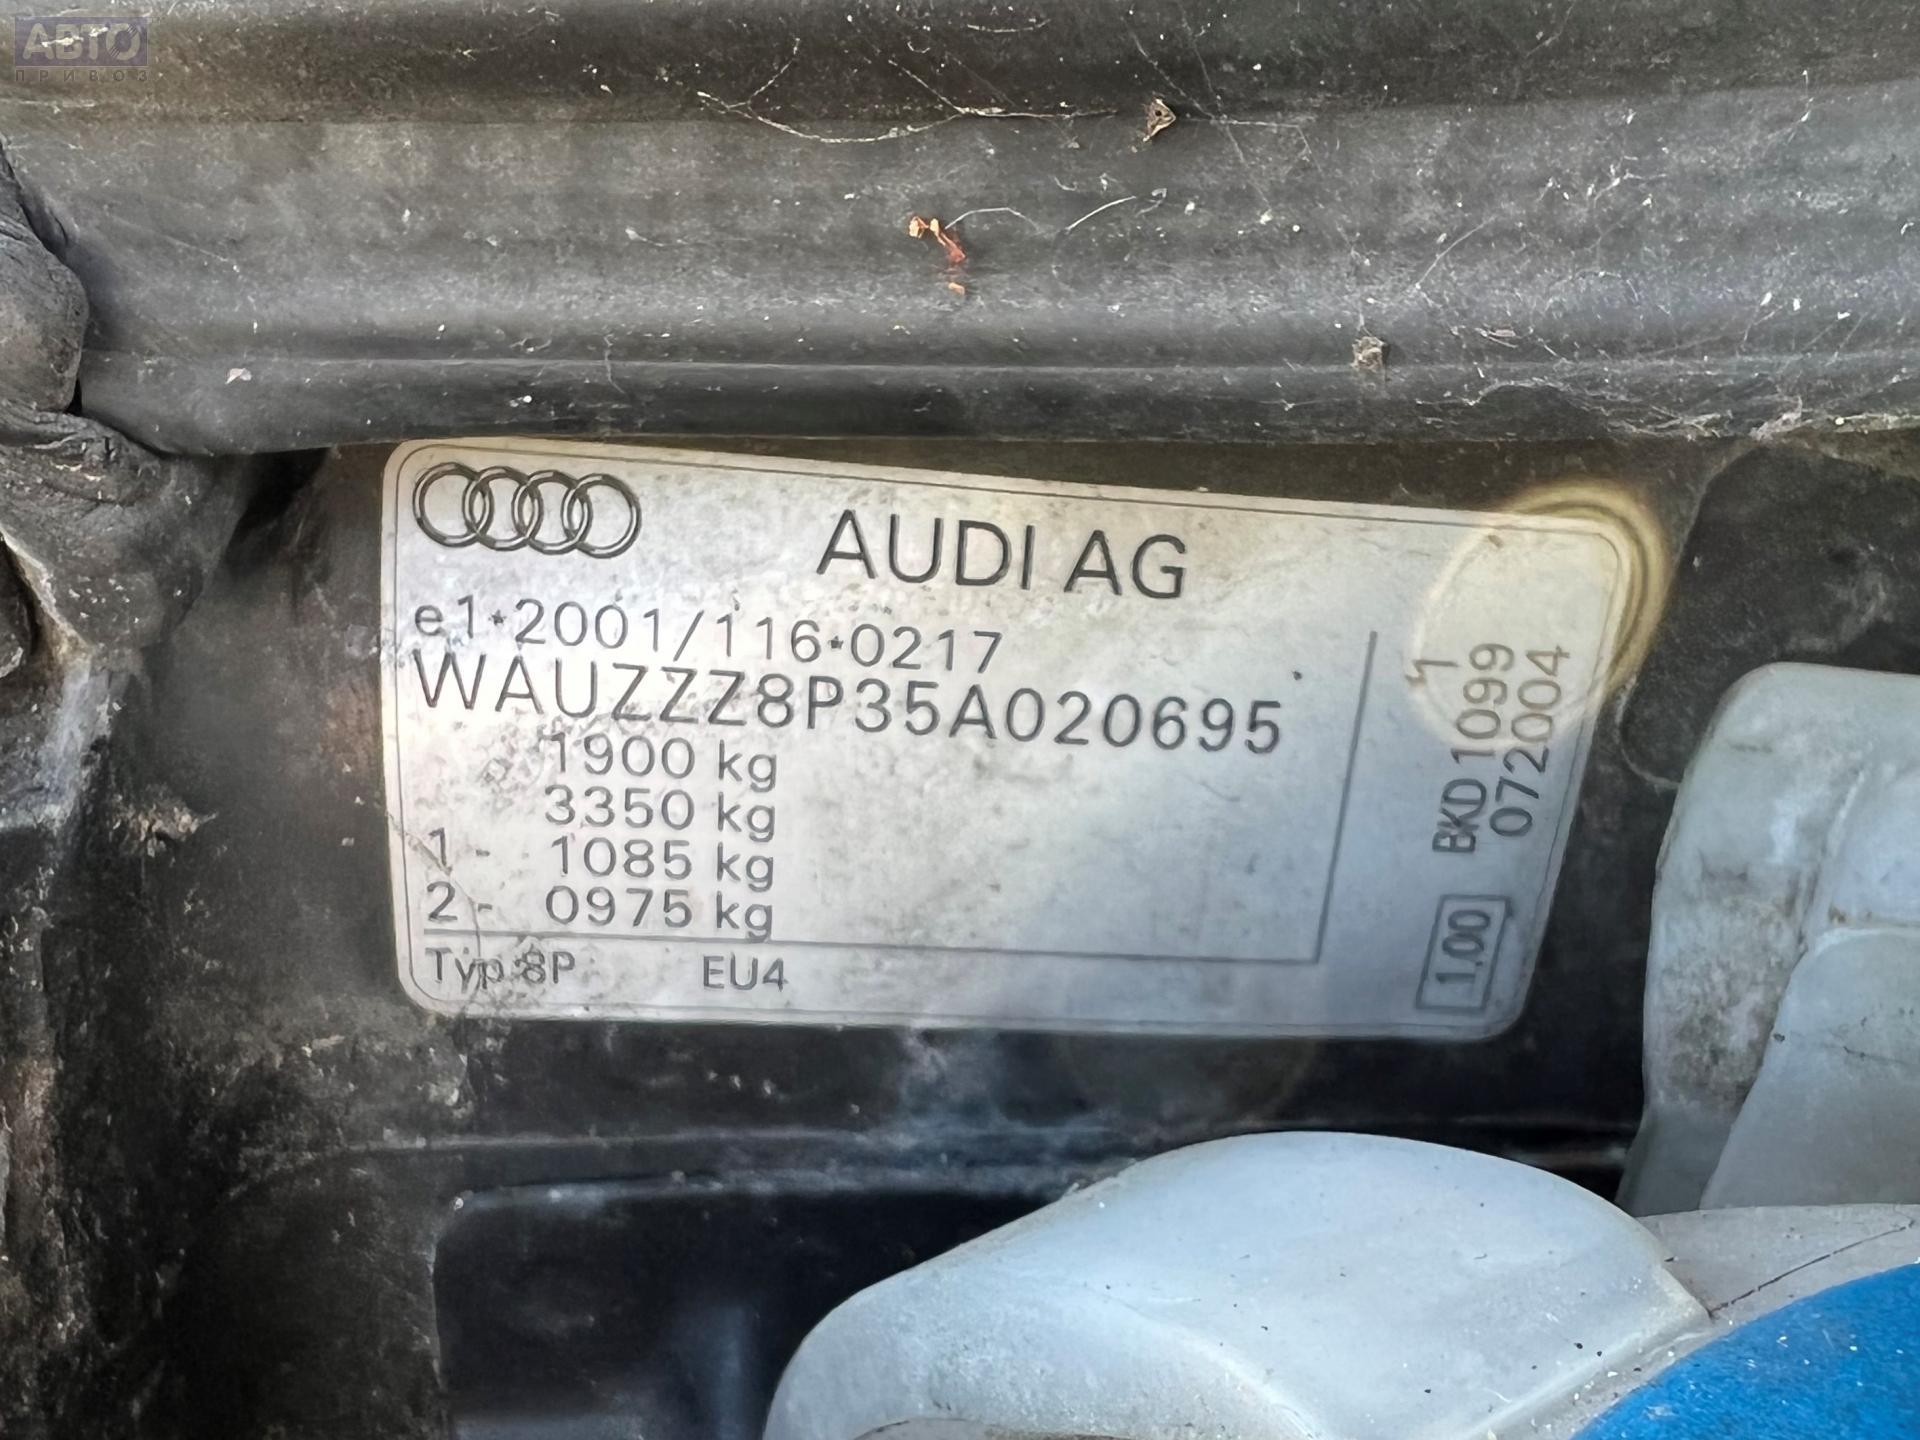 АВТО
ПРИВОЗ
AUDI AG
e1*2001/116*0217
WAUZZZ8P35A020695
1900 kg
3350 kg
1 - 1085 kg
2 - 0975 kg
Typ 8P EU4
BKD1099
072004
1,00